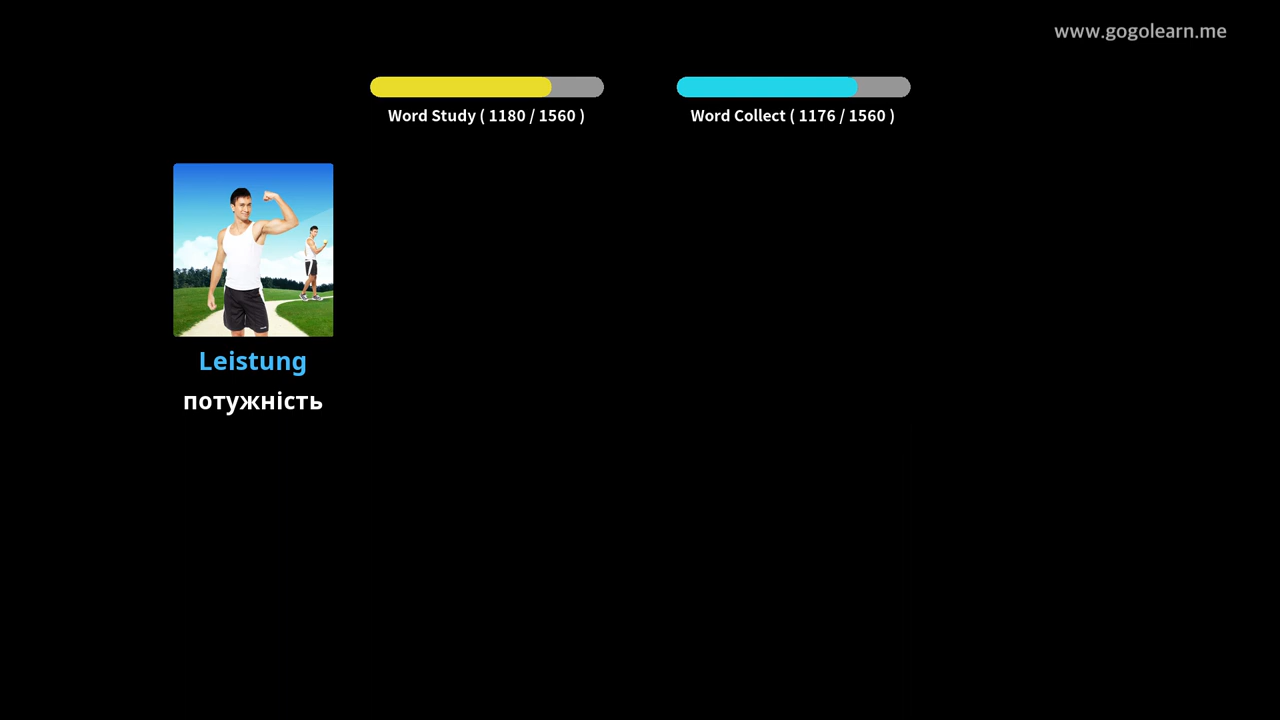 www.gogolearn.me
Word Study ( 1180 / 1560 )
Word Collect ( 1176 / 1560 )
Leistung
потужність